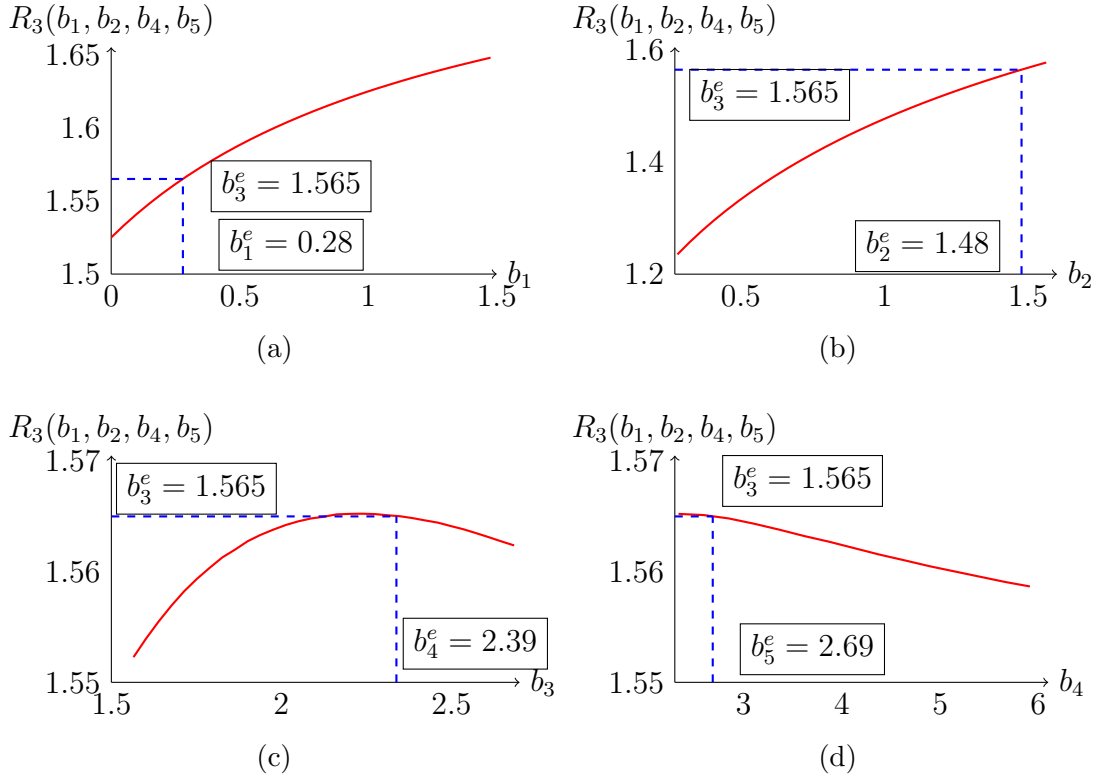 R_3(b_1, b_2, b_4, b_5)
1.65
1.6
1.55
1.5
b_3^e = 1.565
b_1^e = 0.28
0 0.5 1 1.5
b_1
(a)
R_3(b_1, b_2, b_4, b_5)
1.6
1.4
1.2
b_3^e = 1.565
b_2^e = 1.48
0.5 1 1.5
b_2
(b)
R_3(b_1, b_2, b_4, b_5)
1.57
1.56
1.55
b_3^e = 1.565
b_4^e = 2.39
1.5 2 2.5
b_3
(c)
R_3(b_1, b_2, b_4, b_5)
1.57
1.56
1.55
b_3^e = 1.565
b_5^e = 2.69
3 4 5 6
b_4
(d)